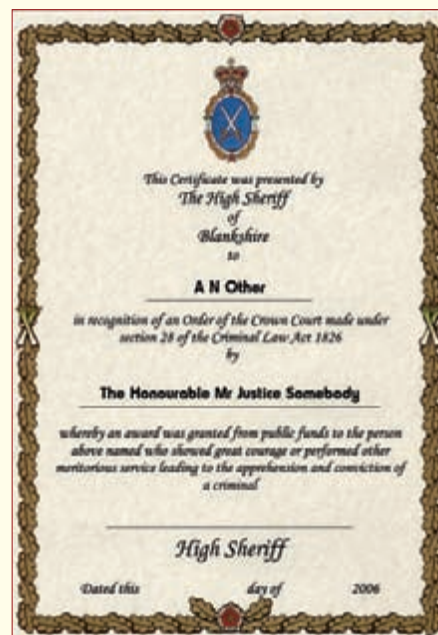 This Certificate was presented by
The High Sheriff
of
Blankshire
to
A N Other
in recognition of an Order of the Crown Court made under
section 28 of the Criminal Law Act 1826
by
The Honourable Mr Justice Somebody
whereby an award was granted from public funds to the person
above named who showed great courage or performed other
meritorious service leading to the apprehension and conviction of
a criminal
High Sheriff
Dated this day of 2006